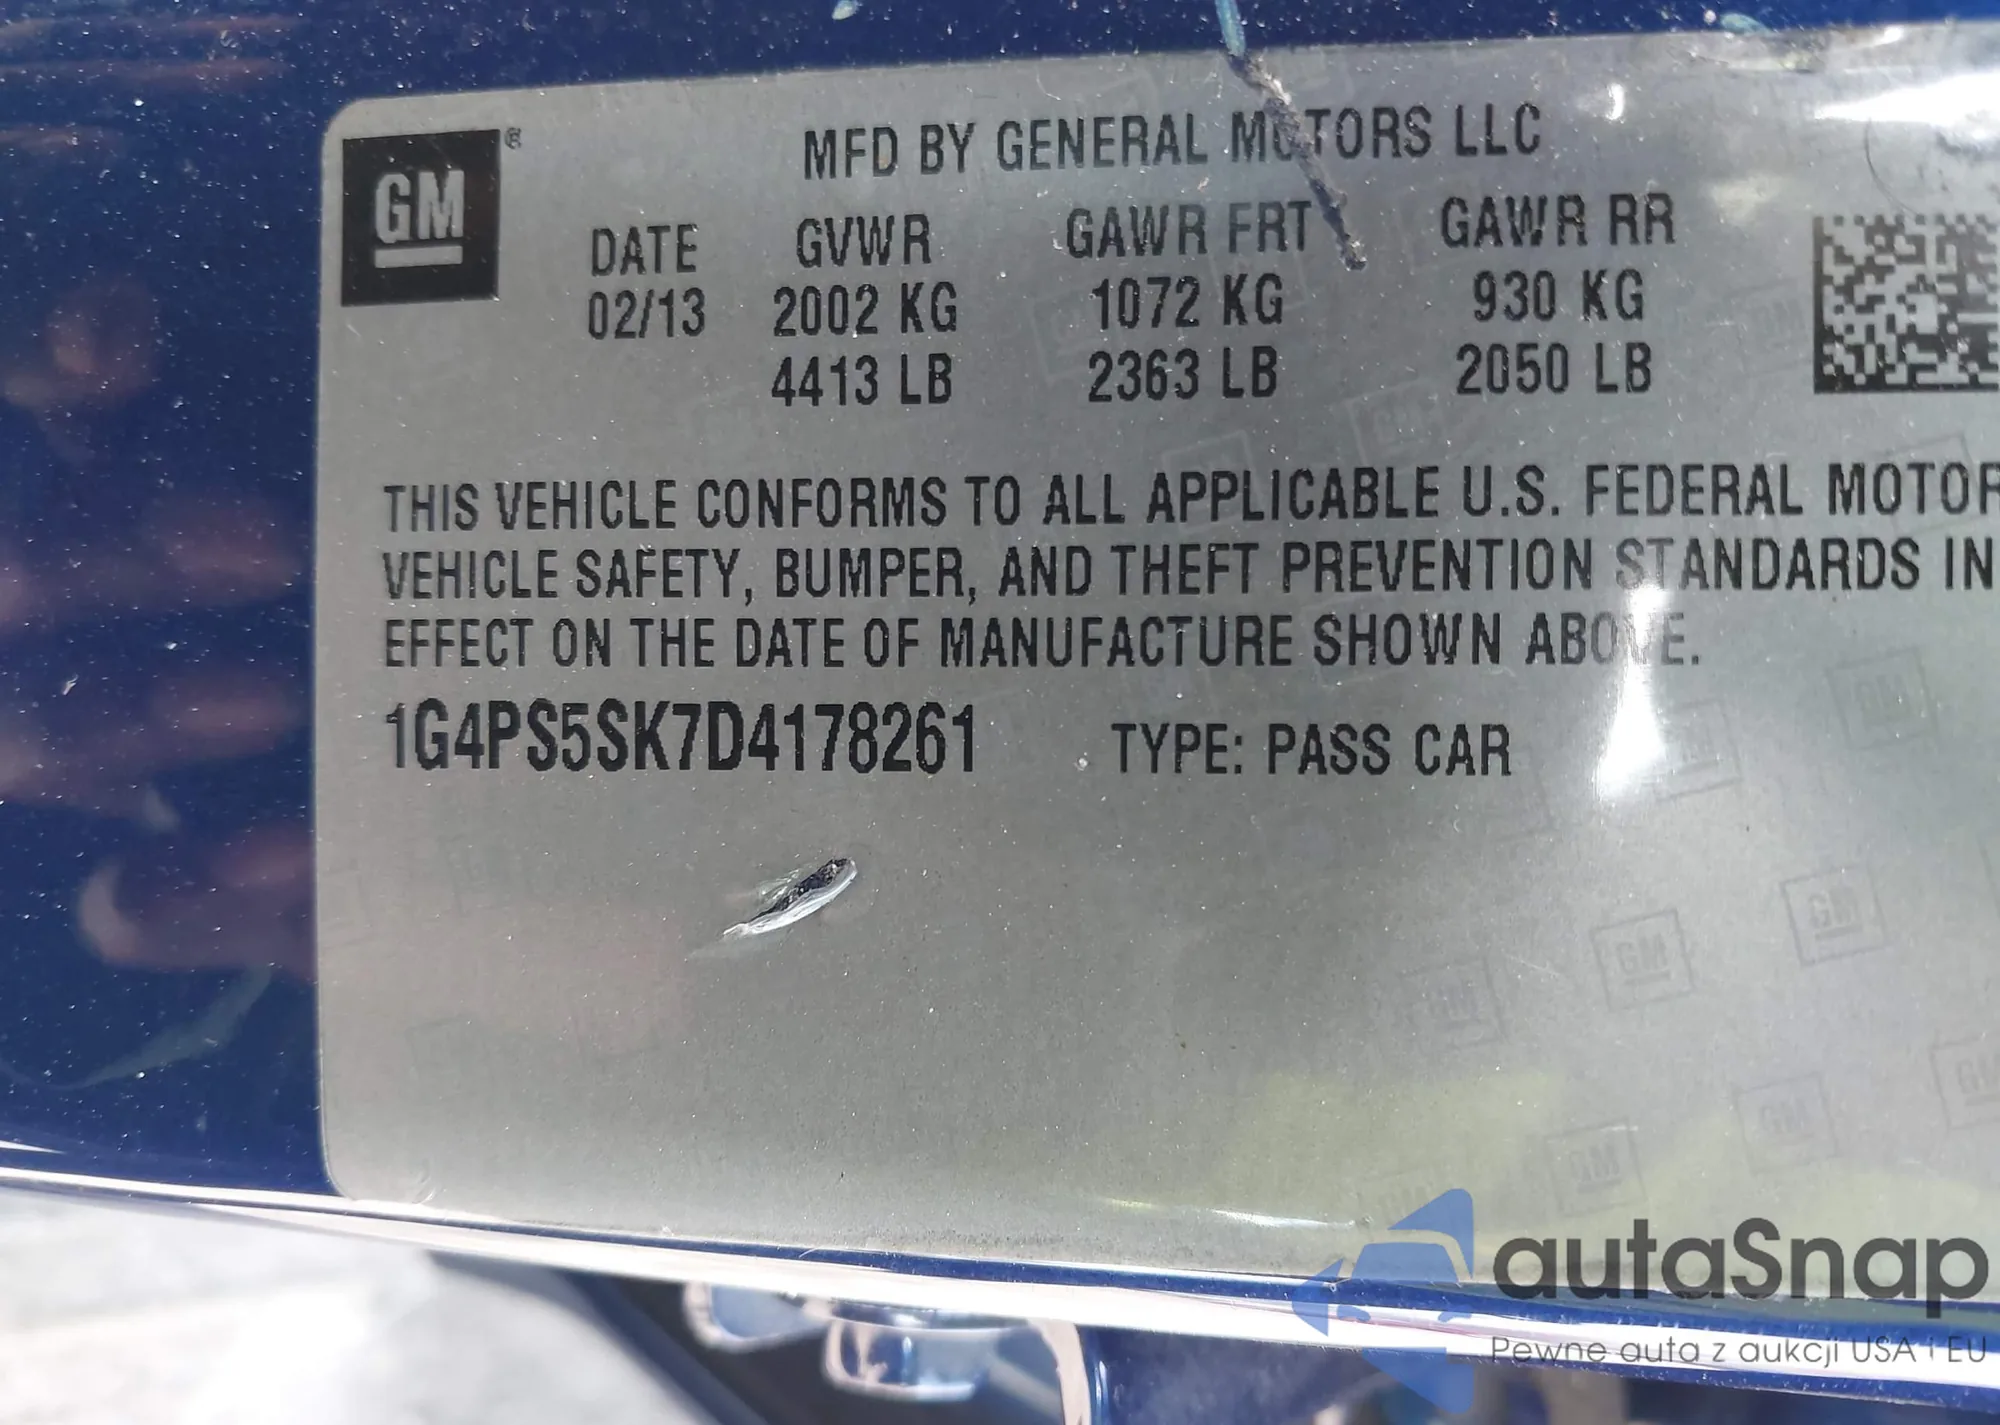 GM ®
MFD BY GENERAL MOTORS LLC
DATE GVWR GAWR FRT GAWR RR
02/13 2002 KG 1072 KG 930 KG
4413 LB 2363 LB 2050 LB
THIS VEHICLE CONFORMS TO ALL APPLICABLE U.S. FEDERAL MOTOR
VEHICLE SAFETY, BUMPER, AND THEFT PREVENTION STANDARDS IN
EFFECT ON THE DATE OF MANUFACTURE SHOWN ABOVE.
1G4PS5SK7D4178261 TYPE: PASS CAR
autaSnap
Pewne auta z aukcji USA i EU